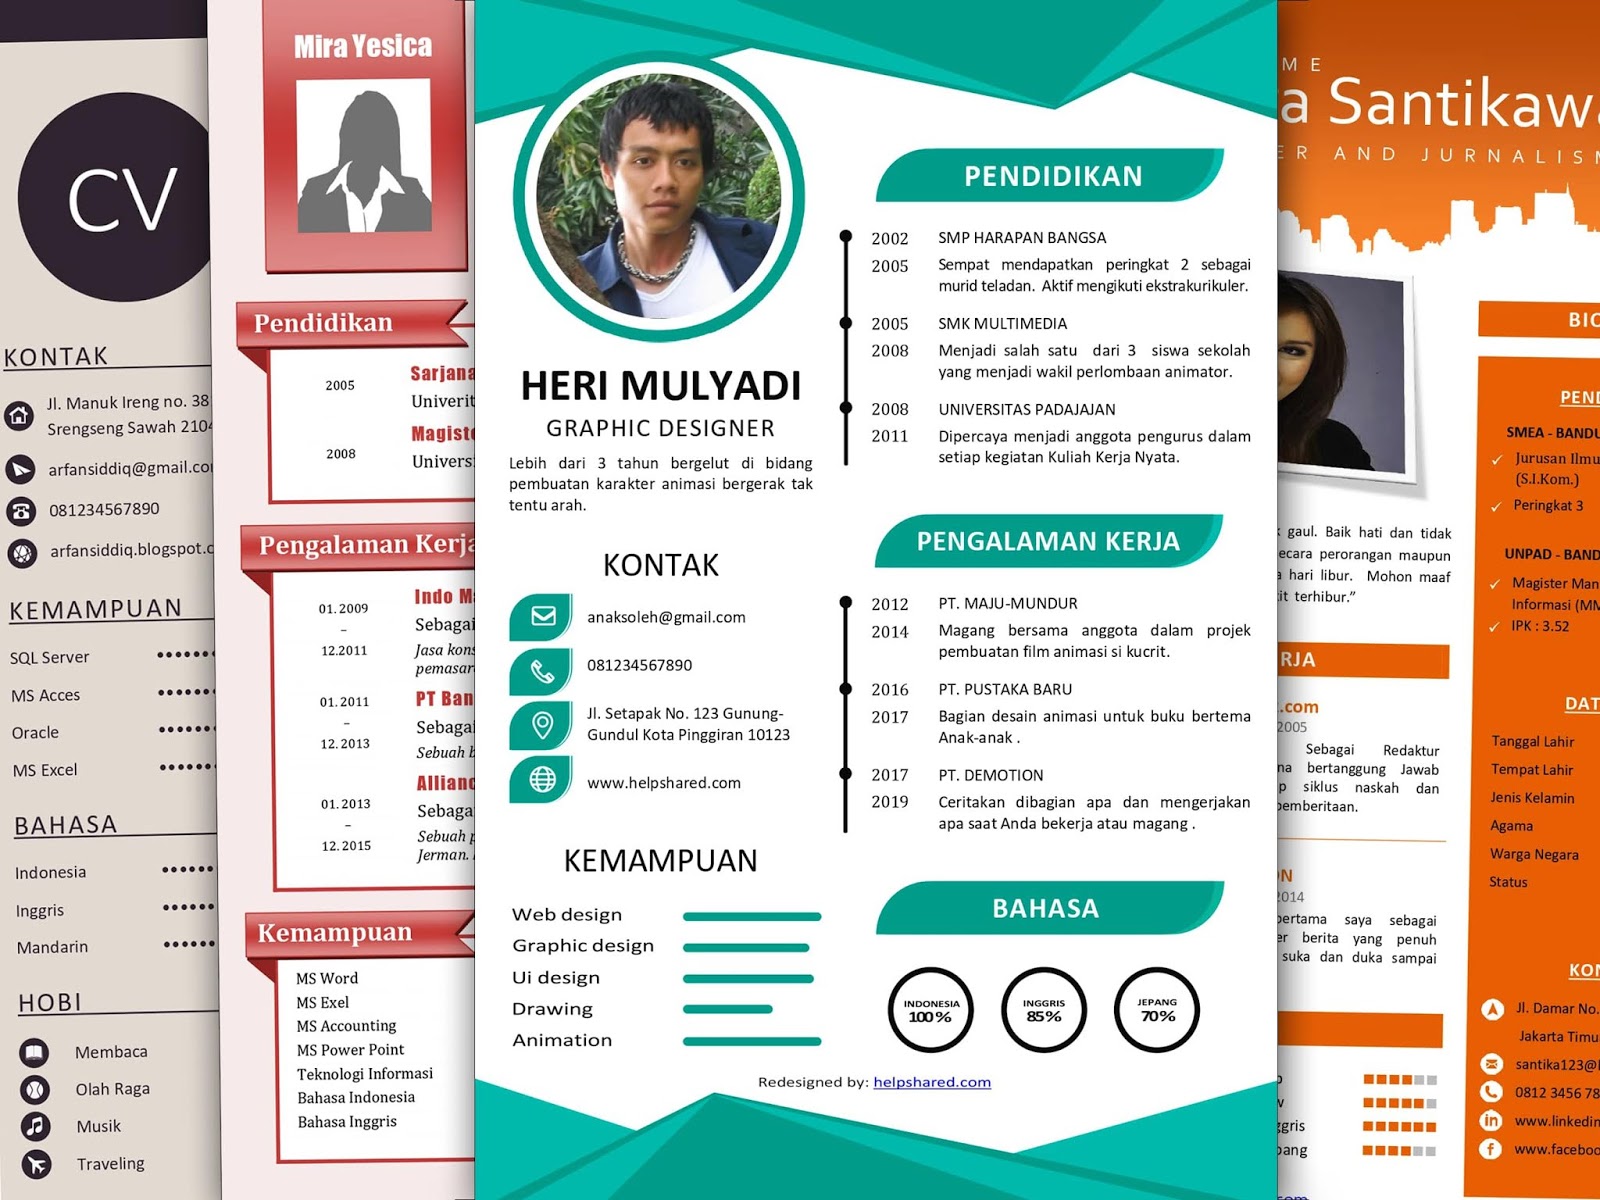 CV
KONTAK
Jl. Manuk Ireng no. 38
Srengseng Sawah
arfansiddiq@gmail.co
081234567890
arfansiddiq.blogspot.c
KEMAMPUAN
SQL Server
MS Acces
Oracle
MS Excel
BAHASA
Indonesia
Inggris
Mandarin
HOBI
Membaca
Olah Raga
Musik
Traveling
Mira Yesica
Pendidikan
2005
Sarjana
Univerit
2008
Magiste
Universi
Pengalaman Kerja
01.2009
–
12.2011
Indo M
Sebagai
Jasa kons
pemasar
01.2011
–
12.2013
PT Ban
Sebagai
Sebuah b
01.2013
–
12.2015
Allianc
Sebaga
Sebuah p
Jerman.
Kemampuan
MS Word
MS Exel
MS Accounting
MS Power Point
Teknologi Informasi
Bahasa Indonesia
Bahasa Inggris
HERI MULYADI
GRAPHIC DESIGNER
Lebih dari 3 tahun bergelut di bidang
pembuatan karakter animasi bergerak tak
tentu arah.
KONTAK
anaksoleh@gmail.com
081234567890
Jl. Setapak No. 123 Gunung-
Gundul Kota Pinggiran 10123
www.helpshared.com
KEMAMPUAN
Web design
Graphic design
Ui design
Drawing
Animation
PENDIDIKAN
2002 SMP HARAPAN BANGSA
2005 Sempat mendapatkan peringkat 2 sebagai
murid teladan. Aktif mengikuti ekstrakurikuler.
2005 SMK MULTIMEDIA
2008 Menjadi salah satu dari 3 siswa sekolah
yang menjadi wakil perlombaan animator.
2008 UNIVERSITAS PADAJAJAN
2011 Dipercaya menjadi anggota pengurus dalam
setiap kegiatan Kuliah Kerja Nyata.
PENGALAMAN KERJA
2012 PT. MAJU-MUNDUR
2014 Magang bersama anggota dalam projek
pembuatan film animasi si kucrit.
2016 PT. PUSTAKA BARU
2017 Bagian desain animasi untuk buku bertema
Anak-anak .
2017 PT. DEMOTION
2019 Ceritakan dibagian apa dan mengerjakan
apa saat Anda bekerja atau magang .
BAHASA
INDONESIA
100%
INGGRIS
85%
JEPANG
70%
Redesigned by: helpshared.com
ME
a Santikawa
ER AND JURNALISM
gaul. Baik hati dan tidak
ecara perorangan maupun
hari libur. Mohon maaf
it terhibur.”
RJA
.com
2005
Sebagai Redaktur
na bertanggung Jawab
p siklus naskah dan
pemberitaan.
ON
2014
pertama saya sebagai
er berita yang penuh
suka dan duka sampai
ggris
pang
BIO
PEND
SMEA - BANDU
Jurusan Ilmu
(S.I.Kom.)
Peringkat 3
UNPAD - BAND
Magister Man
Informasi (MM
IPK : 3.52
DAT
Tanggal Lahir
Tempat Lahir
Jenis Kelamin
Agama
Warga Negara
Status
KON
Jl. Damar No.
Jakarta Timu
santika123@
0812 3456 78
www.linkedin
www.faceboo